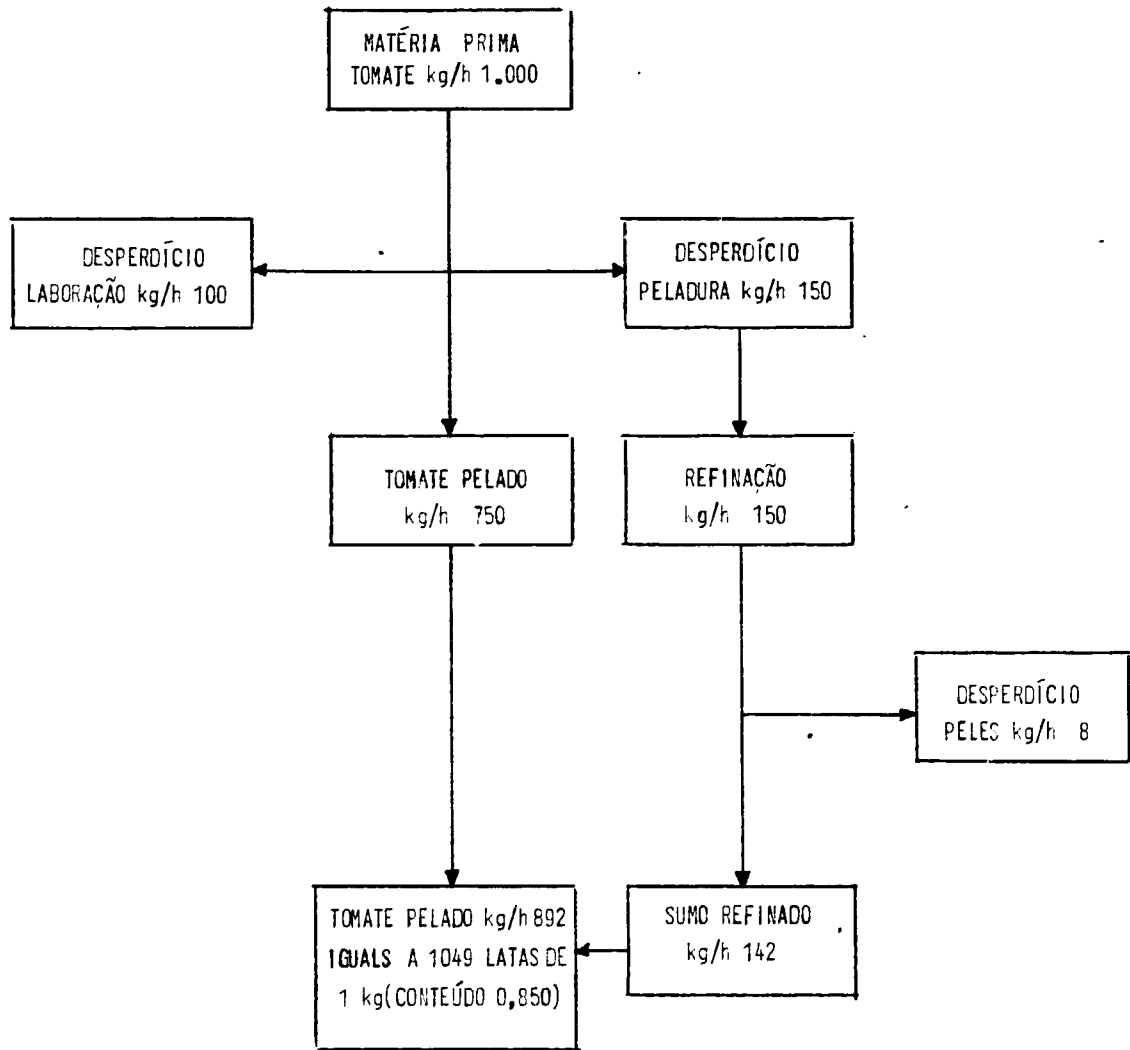 MATÉRIA PRIMA
TOMATE kg/h 1.000
DESPERDÍCIO
LABORAÇÃO kg/h 100
DESPERDÍCIO
PELADURA kg/h 150
TOMATE PELADO
kg/h 750
REFINAÇÃO
kg/h 150
DESPERDÍCIO
PELES kg/h 8
TOMATE PELADO kg/h 892
IGUALS A 1049 LATAS DE
1 kg(CONTEÚDO 0,850)
SUMO REFINADO
kg/h 142